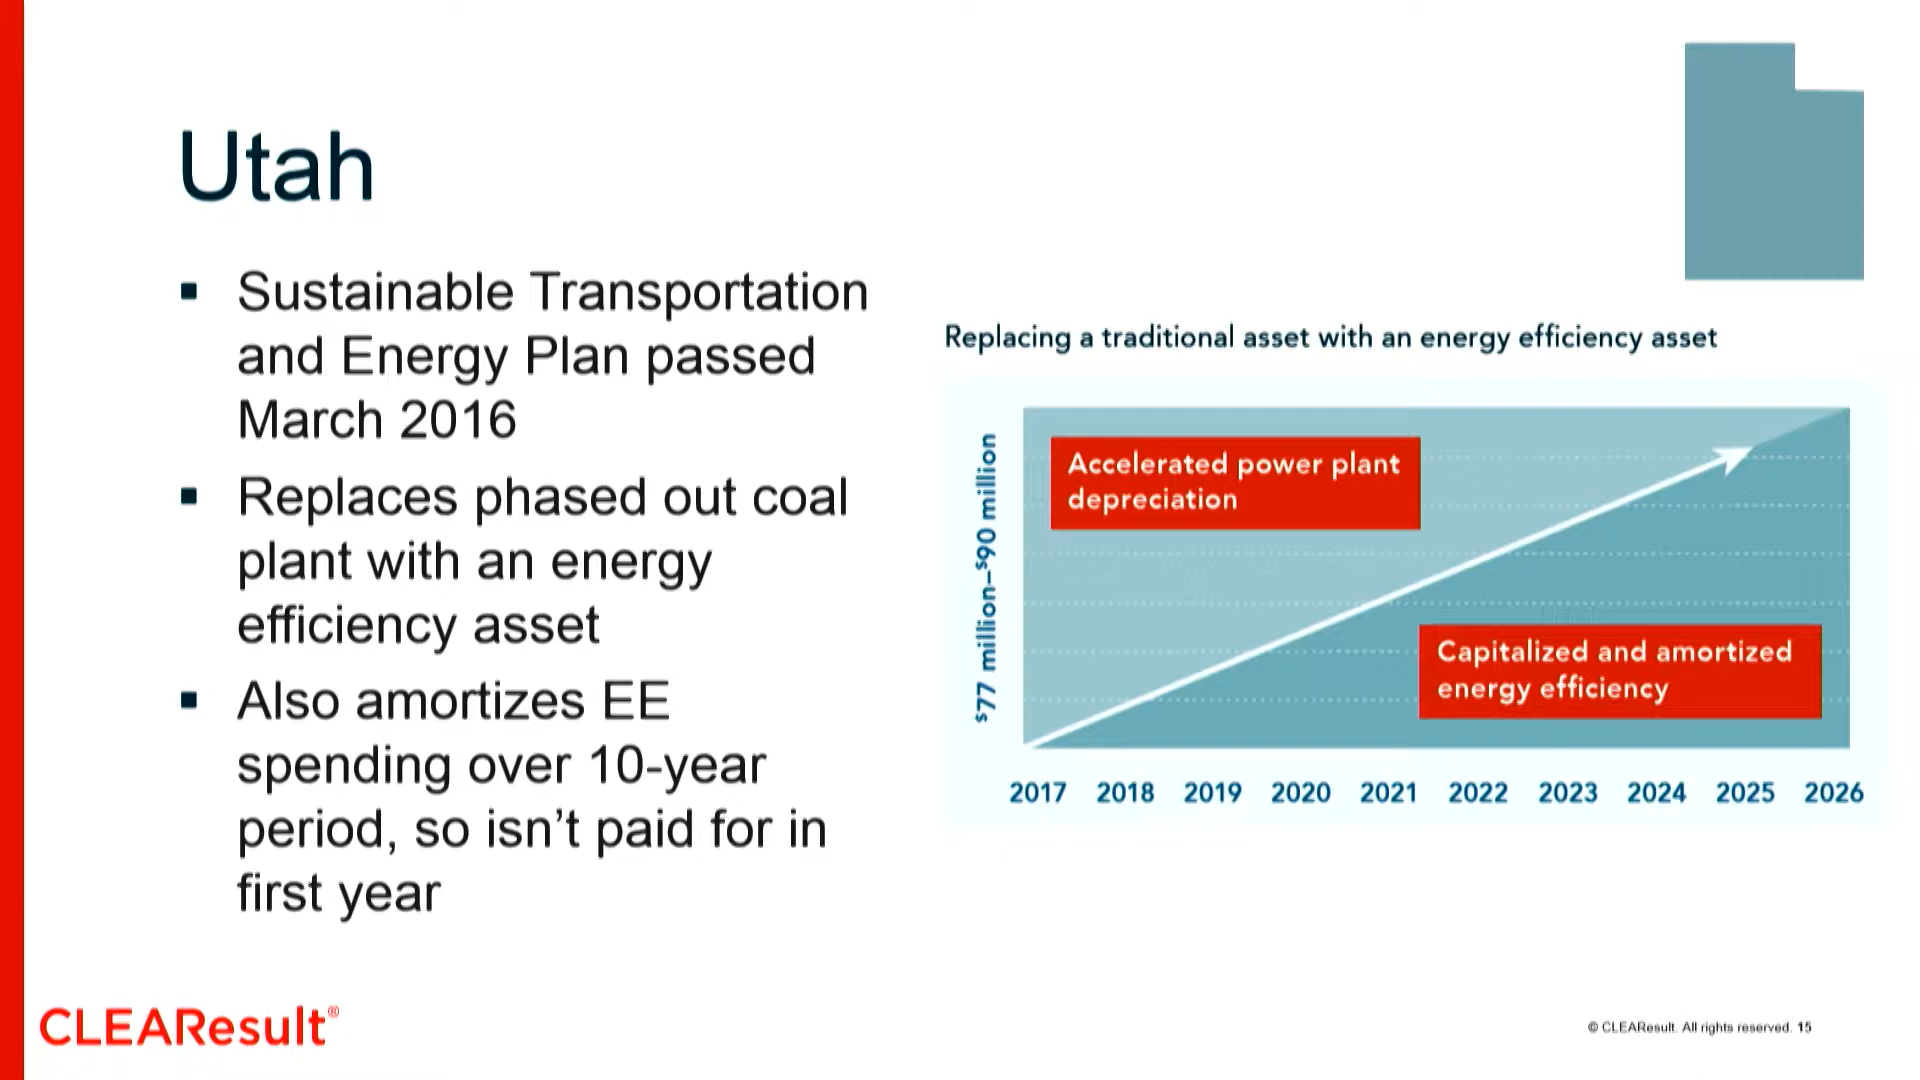 Utah
▪ Sustainable Transportation
and Energy Plan passed
March 2016
▪ Replaces phased out coal
plant with an energy
efficiency asset
▪ Also amortizes EE
spending over 10-year
period, so isn't paid for in
first year
Replacing a traditional asset with an energy efficiency asset
$77 million–$90 million
Accelerated power plant
depreciation
Capitalized and amortized
energy efficiency
2017 2018 2019 2020 2021 2022 2023 2024 2025 2026
CLEAResult®
© CLEAResult. All rights reserved. 15